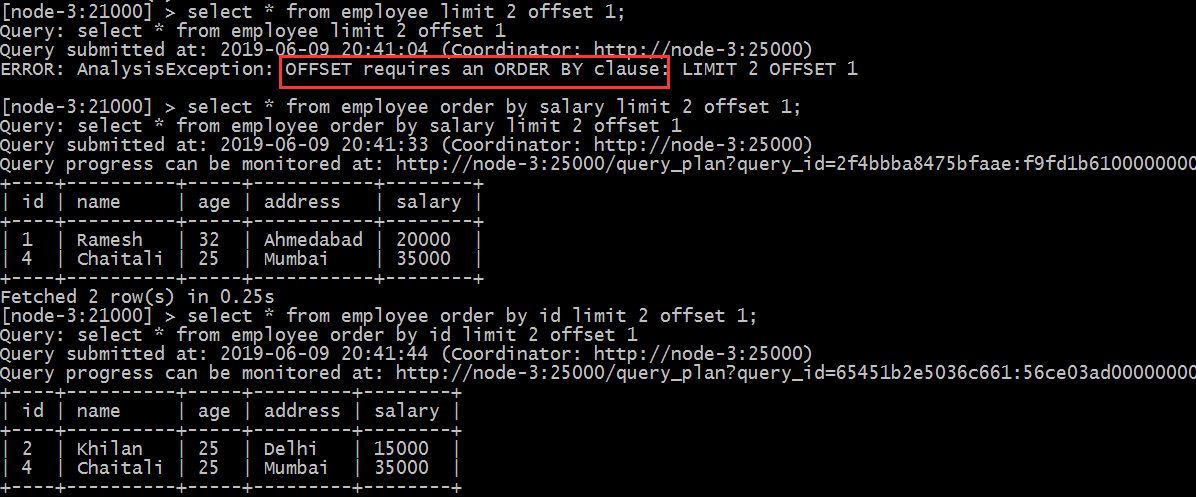 [node-3:21000] > select * from employee limit 2 offset 1;
Query: select * from employee limit 2 offset 1
Query submitted at: 2019-06-09 20:41:04 (Coordinator: http://node-3:25000)
ERROR: AnalysisException: OFFSET requires an ORDER BY clause: LIMIT 2 OFFSET 1
[node-3:21000] > select * from employee order by salary limit 2 offset 1;
Query: select * from employee order by salary limit 2 offset 1
Query submitted at: 2019-06-09 20:41:33 (Coordinator: http://node-3:25000)
Query progress can be monitored at: http://node-3:25000/query_plan?query_id=2f4bbba8475bfaae:f9fd1b6100000000
+----+----------+-----+-----------+--------+
| id | name     | age | address   | salary |
+----+----------+-----+-----------+--------+
| 1  | Ramesh   | 32  | Ahmedabad | 20000  |
| 4  | Chaitali | 25  | Mumbai    | 35000  |
+----+----------+-----+-----------+--------+
Fetched 2 row(s) in 0.25s
[node-3:21000] > select * from employee order by id limit 2 offset 1;
Query: select * from employee order by id limit 2 offset 1
Query submitted at: 2019-06-09 20:41:44 (Coordinator: http://node-3:25000)
Query progress can be monitored at: http://node-3:25000/query_plan?query_id=65451b2e5036c661:56ce03ad00000000
+----+----------+-----+---------+--------+
| id | name     | age | address | salary |
+----+----------+-----+---------+--------+
| 2  | Khilan   | 25  | Delhi   | 15000  |
| 4  | Chaitali | 25  | Mumbai  | 35000  |
+----+----------+-----+---------+--------+